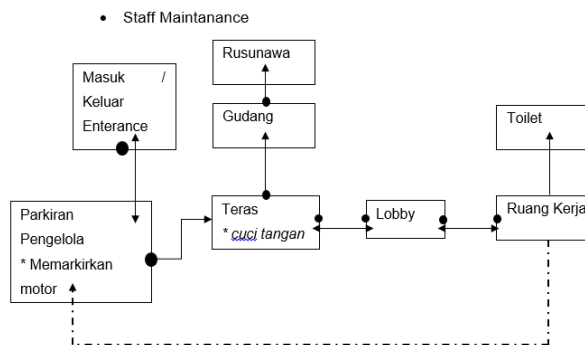 • Staff Maintanance
Rusunawa
Masuk /
Keluar
Enterance
Gudang
Toilet
Parkiran
Pengelola
* Memarkirkan
motor
Teras
* cuci tangan
Lobby
Ruang Kerja